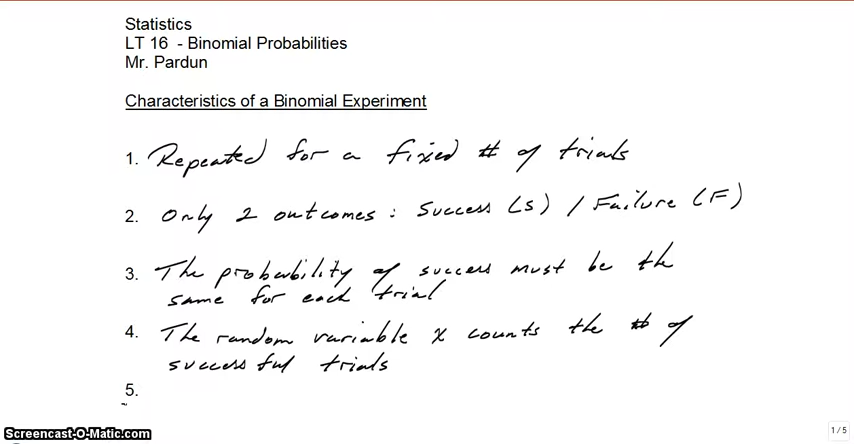 Statistics
LT 16 - Binomial Probabilities
Mr. Pardun
Characteristics of a Binomial Experiment
1. Repeated for a fixed # of trials
2. Only 2 outcomes : Success (S) / Failure (F)
3. The probability of success must be the
same for each trial
4. The random variable x counts the # of
successful trials
5.
Screencast-O-Matic.com
1 / 5